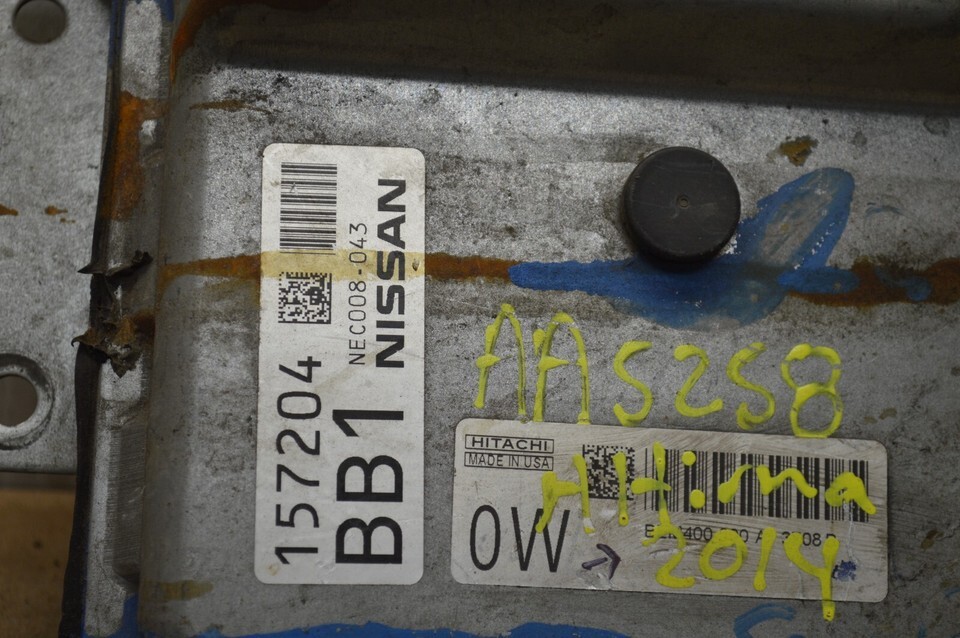 157204
BB1
NEC008-043
NISSAN
AA5258
HITACHI
MADE IN USA
0W
Altima
2014